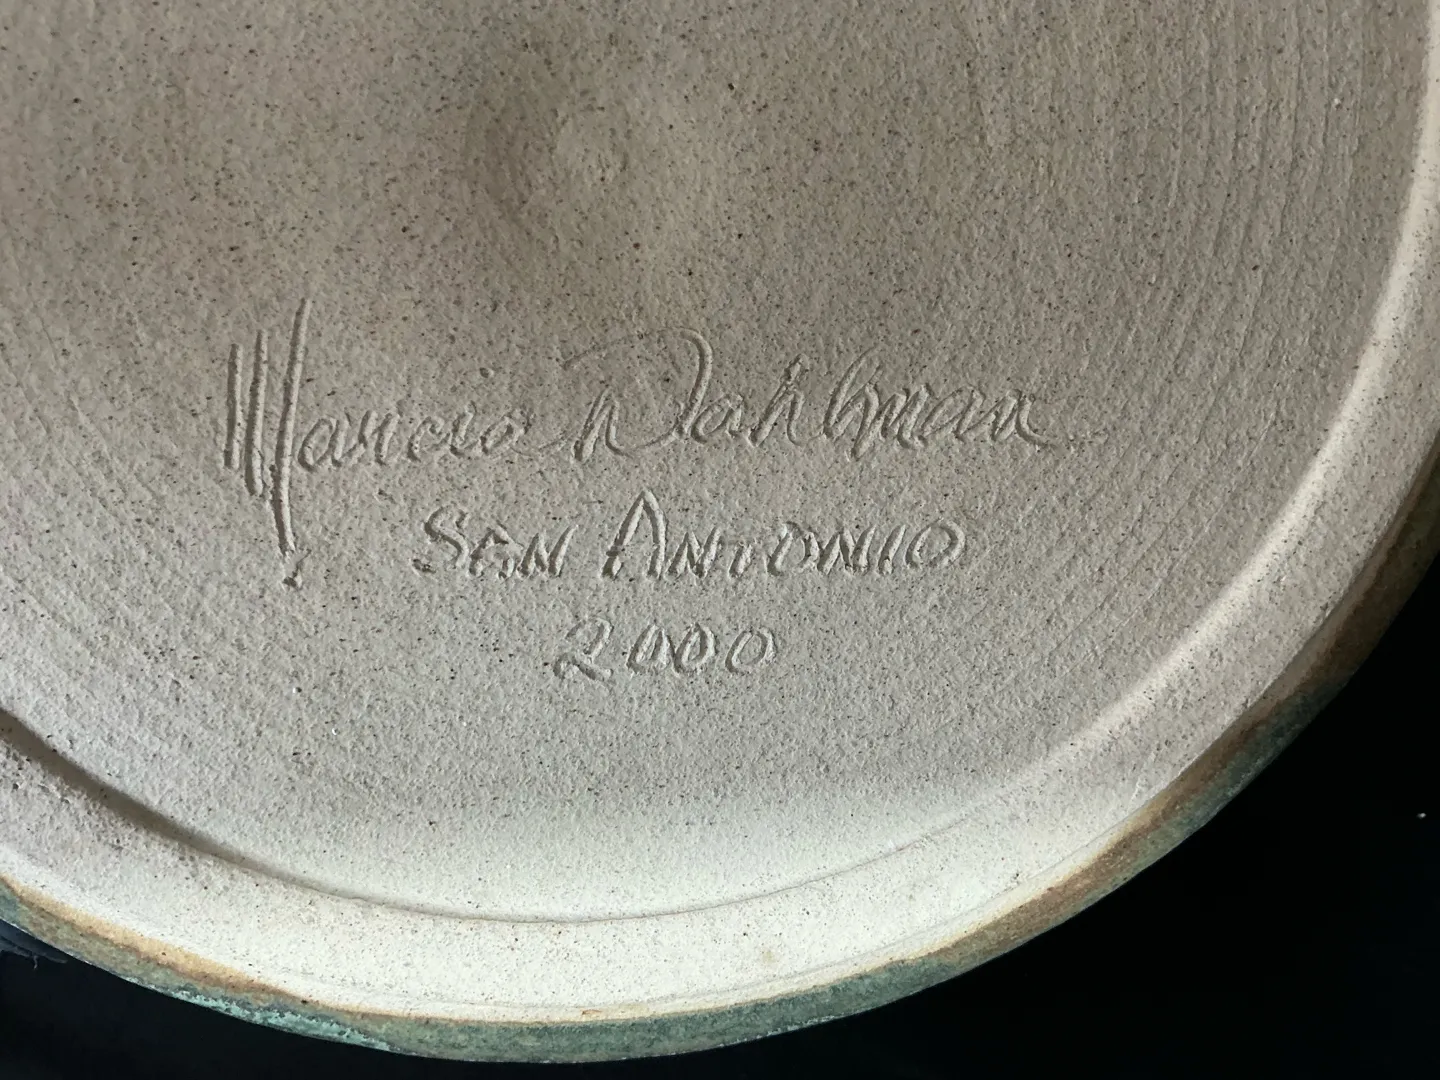 Marcia Dahlman
SAN ANTONIO
2000